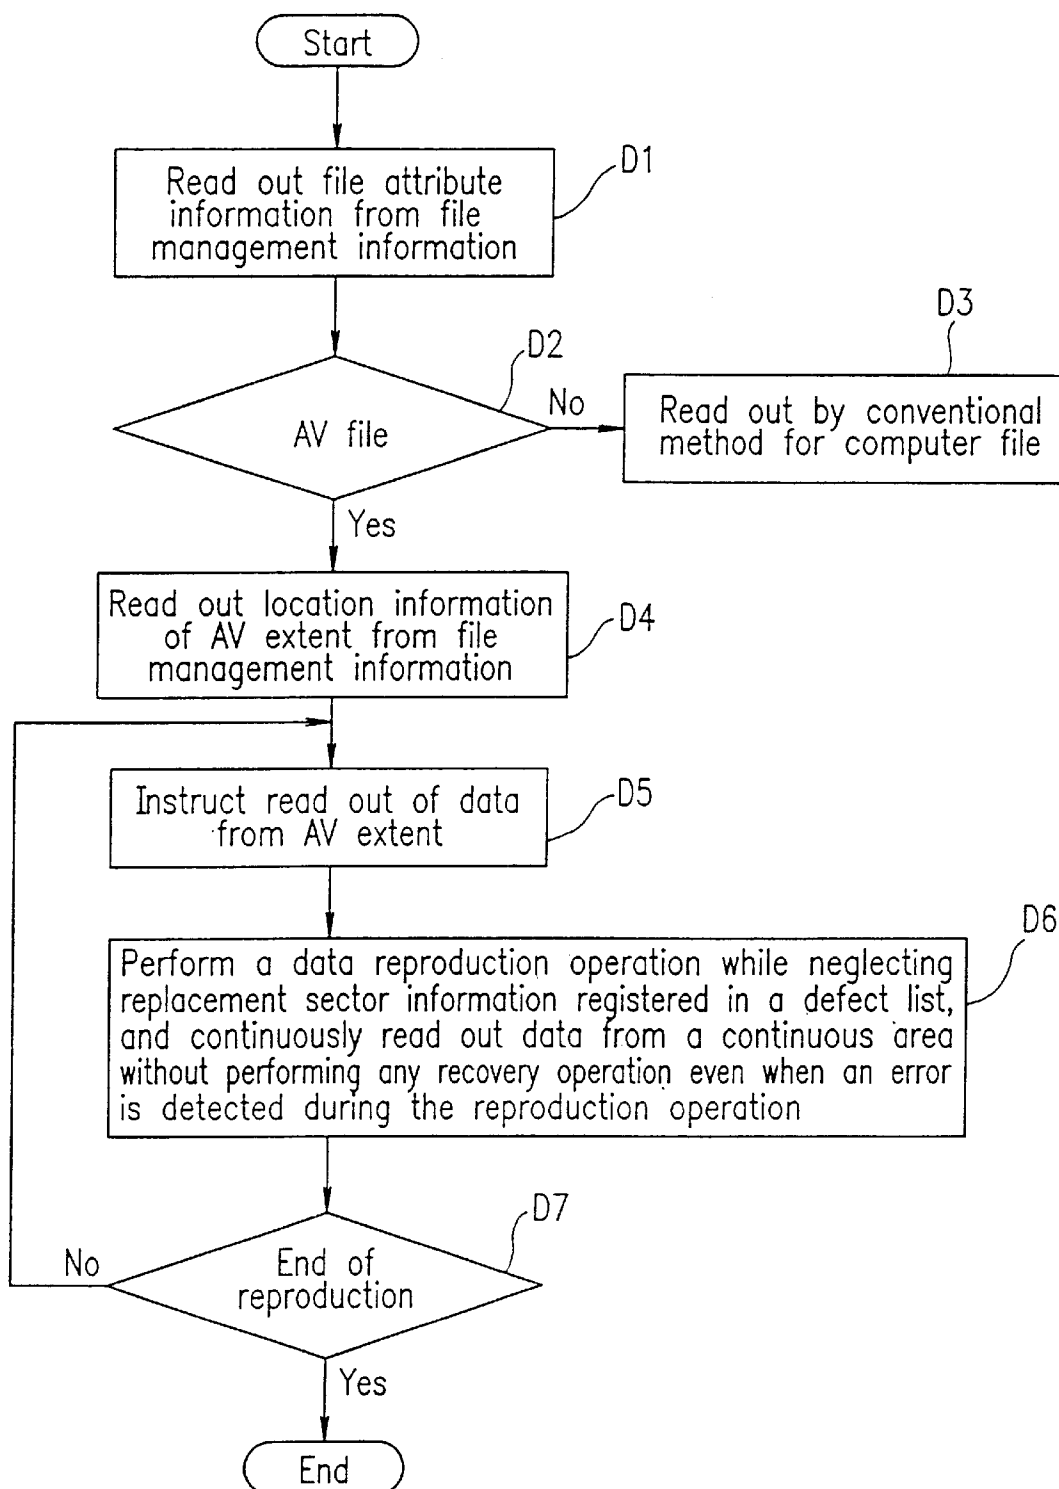 Start
D1
Read out file attribute
information from file
management information
D2
D3
AV file
No
Read out by conventional
method for computer file
Yes
Read out location information
of AV extent from file
management information
D4
Instruct read out of data
from AV extent
D5
D6
Perform a data reproduction operation while neglecting
replacement sector information registered in a defect list,
and continuously read out data from a continuous area
without performing any recovery operation even when an error
is detected during the reproduction operation
D7
No
End of
reproduction
Yes
End